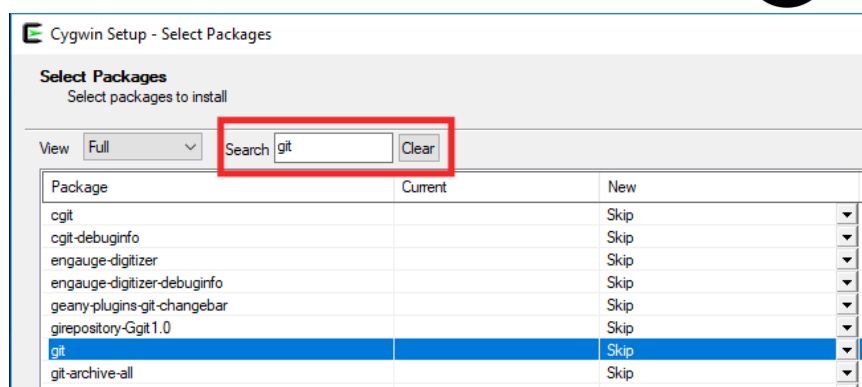 Cygwin Setup - Select Packages
Select Packages
Select packages to install
View Full Search git Clear
Package Current New
cgit Skip
cgit-debuginfo Skip
engauge-digitizer Skip
engauge-digitizer-debuginfo Skip
geany-plugins-git-changebar Skip
girepository-Ggit1.0 Skip
git Skip
git-archive-all Skip